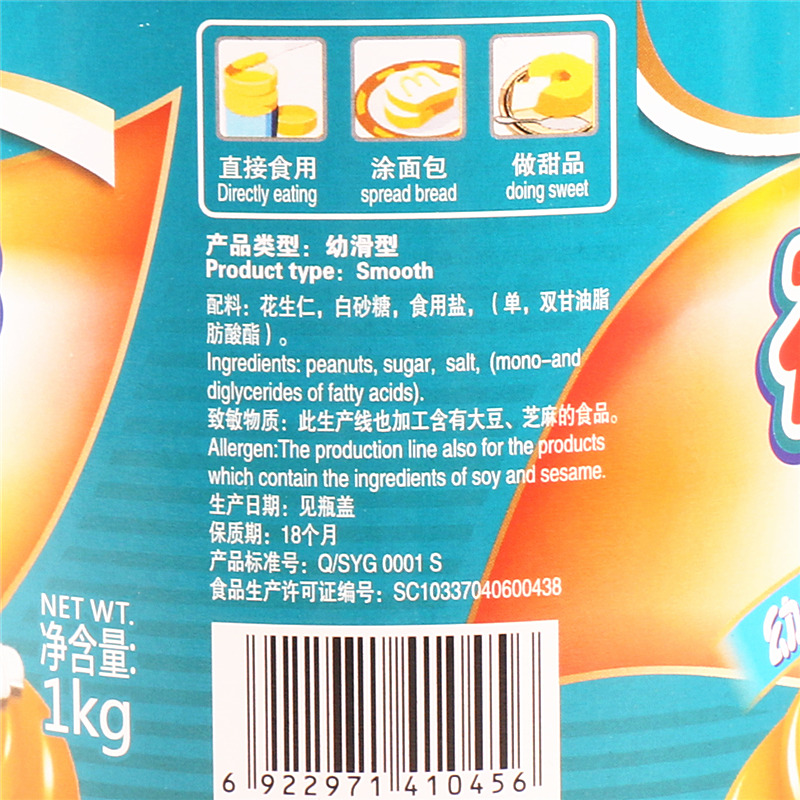 直接食用 涂面包 做甜品
Directly eating spread bread doing sweet
产品类型：幼滑型
Product type: Smooth
配料：花生仁，白砂糖，食用盐，（单，双甘油脂
肪酸酯）。
Ingredients: peanuts, sugar, salt, (mono-and
diglycerides of fatty acids).
致敏物质：此生产线也加工含有大豆、芝麻的食品。
Allergen:The production line also for the products
which contain the ingredients of soy and sesame.
生产日期：见瓶盖
保质期：18个月
产品标准号：Q/SYG 0001 S
食品生产许可证编号：SC10337040600438
NET WT.
净含量:
1kg
幼
6 922971 410456